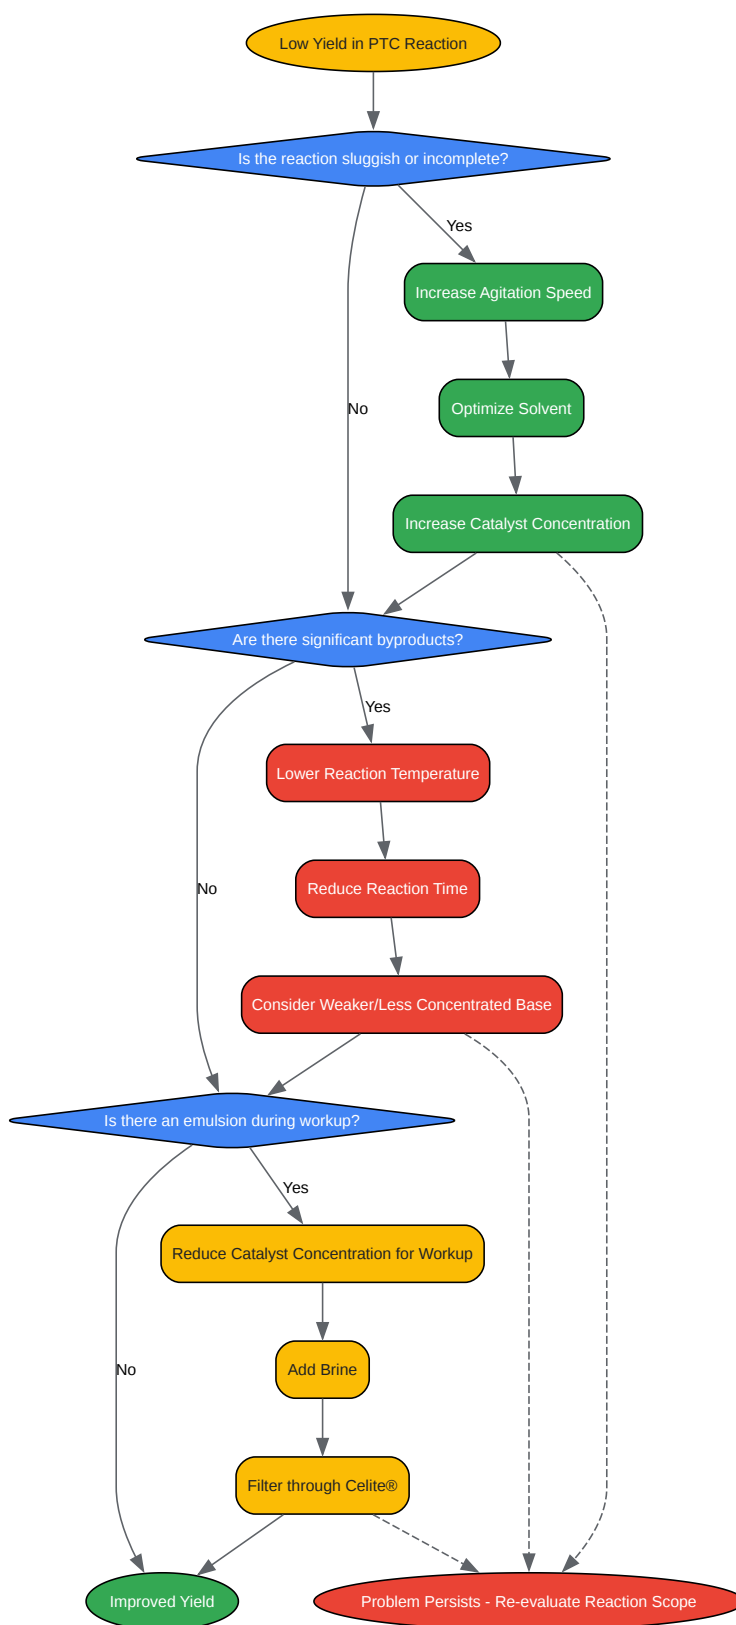 Low Yield in PTC Reaction
Is the reaction sluggish or incomplete?
Yes
Increase Agitation Speed
No
Optimize Solvent
Increase Catalyst Concentration
Are there significant byproducts?
Yes
Lower Reaction Temperature
No
Reduce Reaction Time
Consider Weaker/Less Concentrated Base
Is there an emulsion during workup?
Yes
Reduce Catalyst Concentration for Workup
No
Add Brine
Filter through Celite®
Improved Yield
Problem Persists - Re-evaluate Reaction Scope